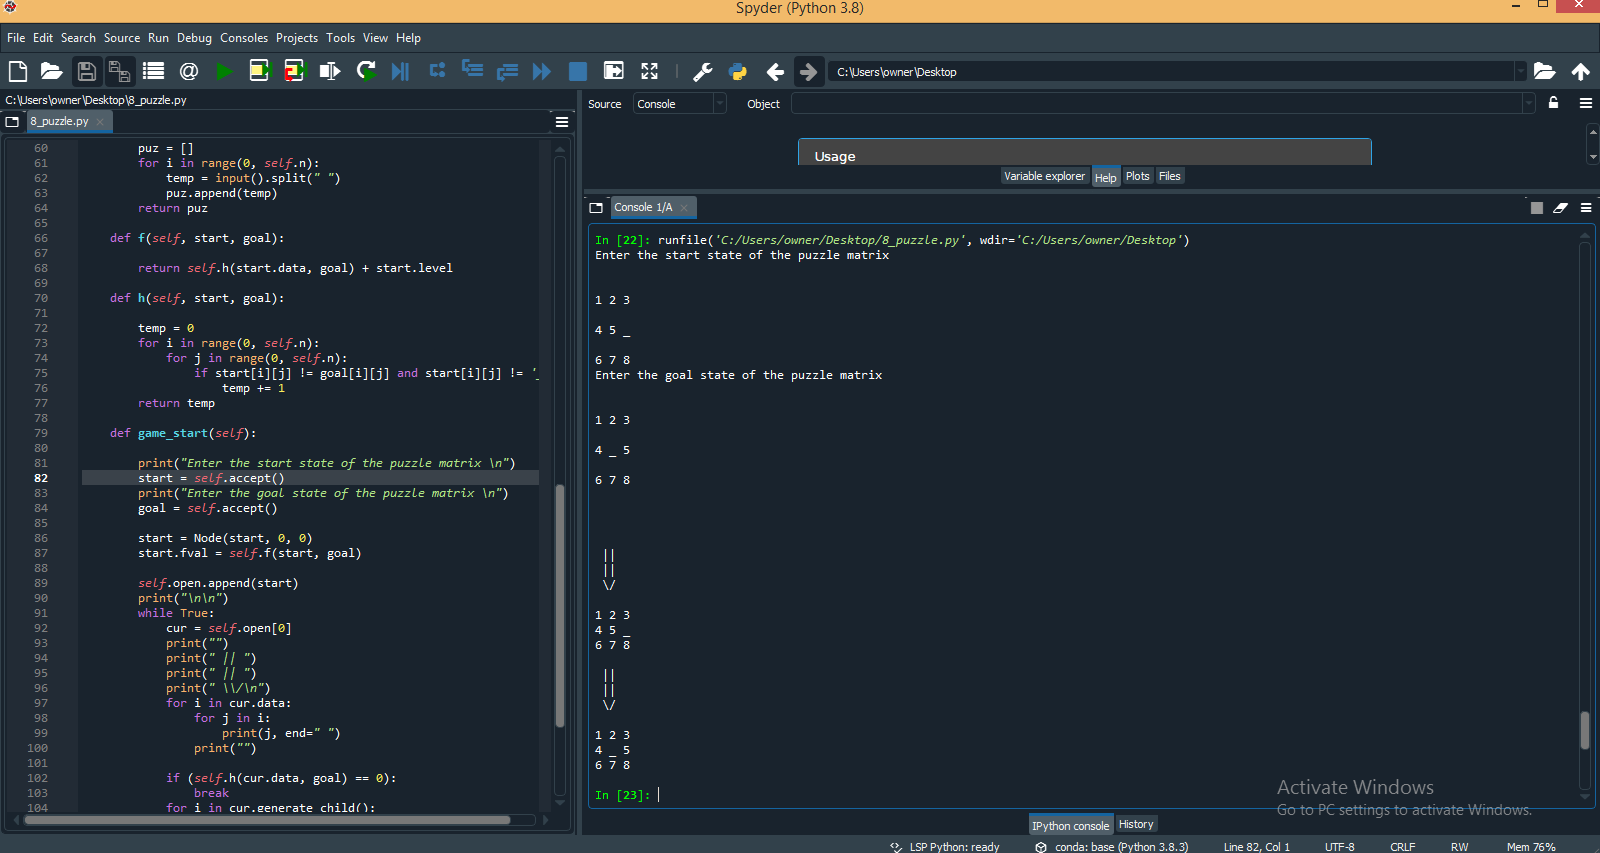 Spyder (Python 3.8)
File Edit Search Source Run Debug Consoles Projects Tools View Help
C:\Users\owner\Desktop
C:\Users\owner\Desktop\8_puzzle.py
8_puzzle.py
60 puz = []
61 for i in range(0, self.n):
62 temp = input().split(" ")
63 puz.append(temp)
64 return puz
65
66 def f(self, start, goal):
67
68 return self.h(start.data, goal) + start.level
69
70 def h(self, start, goal):
71
72 temp = 0
73 for i in range(0, self.n):
74 for j in range(0, self.n):
75 if start[i][j] != goal[i][j] and start[i][j] != '_
76 temp += 1
77 return temp
78
79 def game_start(self):
80
81 print("Enter the start state of the puzzle matrix \n")
82 start = self.accept()
83 print("Enter the goal state of the puzzle matrix \n")
84 goal = self.accept()
85
86 start = Node(start, 0, 0)
87 start.fval = self.f(start, goal)
88
89 self.open.append(start)
90 print("\n\n")
91 while True:
92 cur = self.open[0]
93 print("")
94 print(" || ")
95 print(" || ")
96 print(" \\/\n")
97 for i in cur.data:
98 for j in i:
99 print(j, end=" ")
100 print("")
101
102 if (self.h(cur.data, goal) == 0):
103 break
104 for i in cur.generate_child():
Source Console Object
Usage
Variable explorer Help Plots Files
Console 1/A
In [22]: runfile('C:/Users/owner/Desktop/8_puzzle.py', wdir='C:/Users/owner/Desktop')
Enter the start state of the puzzle matrix
1 2 3
4 5 _
6 7 8
Enter the goal state of the puzzle matrix
1 2 3
4 _ 5
6 7 8
||
||
\/
1 2 3
4 5 _
6 7 8
||
||
\/
1 2 3
4 _ 5
6 7 8
In [23]:
Activate Windows
Go to PC settings to activate Windows.
IPython console History
LSP Python: ready conda: base (Python 3.8.3) Line 82, Col 1 UTF-8 CRLF RW Mem 76%